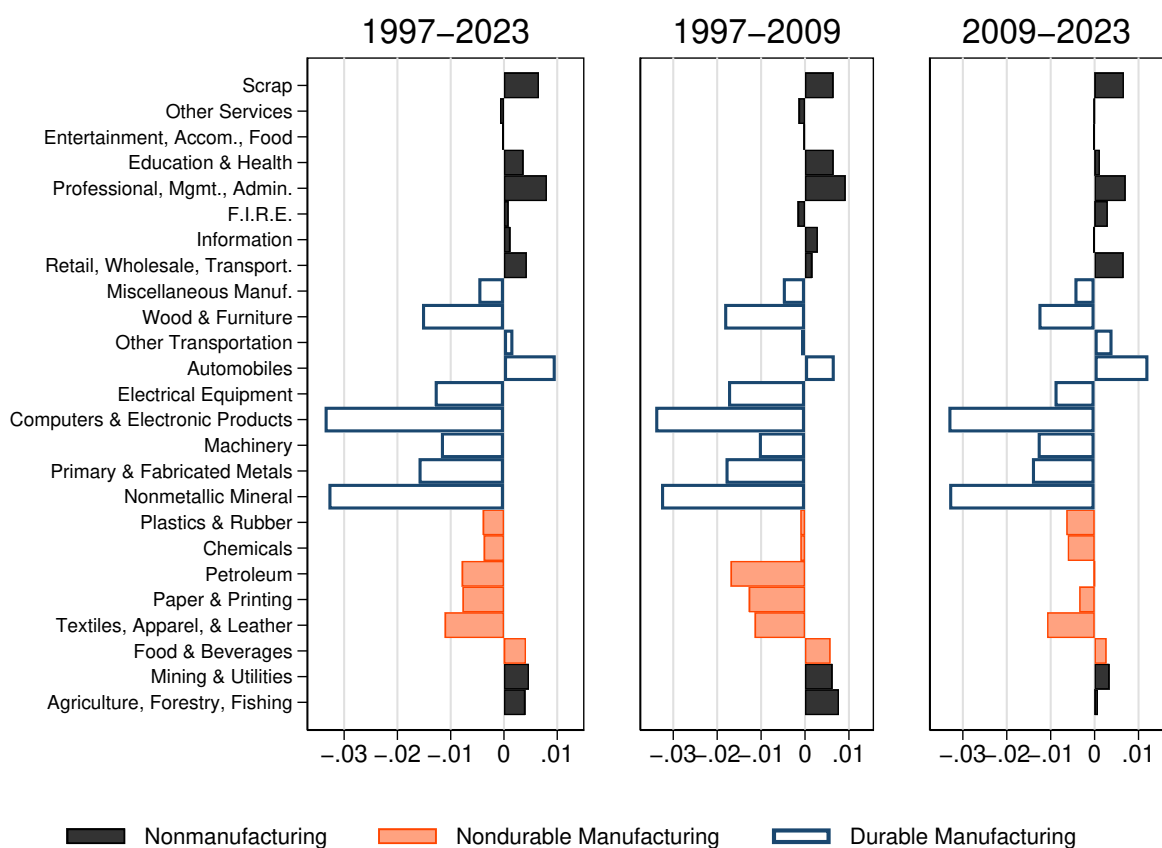 1997−2023
1997−2009
2009−2023
Scrap
Other Services
Entertainment, Accom., Food
Education & Health
Professional, Mgmt., Admin.
F.I.R.E.
Information
Retail, Wholesale, Transport.
Miscellaneous Manuf.
Wood & Furniture
Other Transportation
Automobiles
Electrical Equipment
Computers & Electronic Products
Machinery
Primary & Fabricated Metals
Nonmetallic Mineral
Plastics & Rubber
Chemicals
Petroleum
Paper & Printing
Textiles, Apparel, & Leather
Food & Beverages
Mining & Utilities
Agriculture, Forestry, Fishing
−.03 −.02 −.01 0 .01
−.03 −.02 −.01 0 .01
−.03 −.02 −.01 0 .01
Nonmanufacturing
Nondurable Manufacturing
Durable Manufacturing